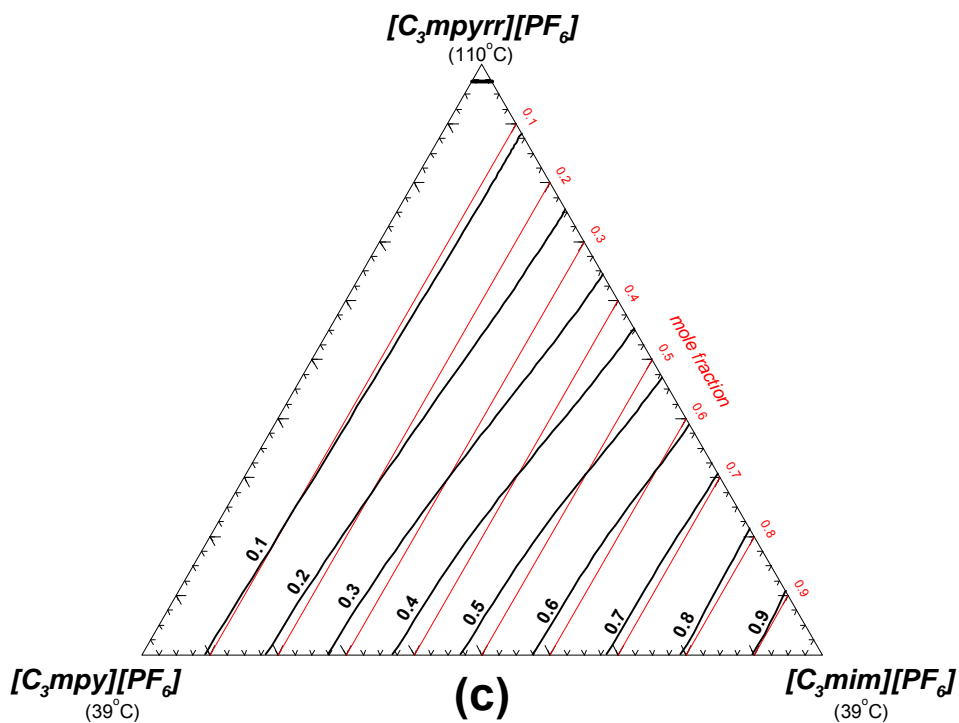 [C₃mpyrr][PF₆]
(110°C)
0.1
0.2
0.3
0.4
mole fraction
0.5
0.6
0.7
0.8
0.9
0.1
0.2
0.3
0.4
0.5
0.6
0.7
0.8
0.9
[C₃mpy][PF₆]
(39°C)
(c)
[C₃mim][PF₆]
(39°C)